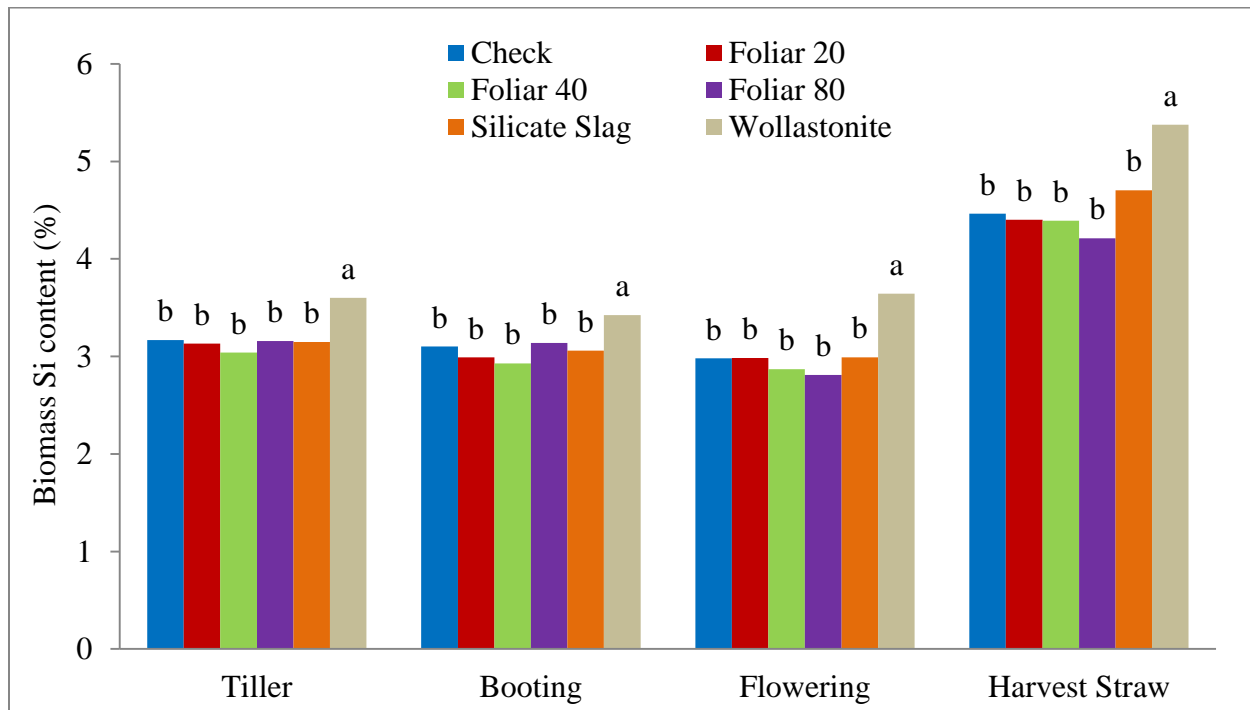 Check
Foliar 20
Foliar 40
Foliar 80
Silicate Slag
Wollastonite
Biomass Si content (%)
6
5
4
3
2
1
0
b b b b b a
b b b b b a
b b b b b a
b b b b b a
Tiller Booting Flowering Harvest Straw